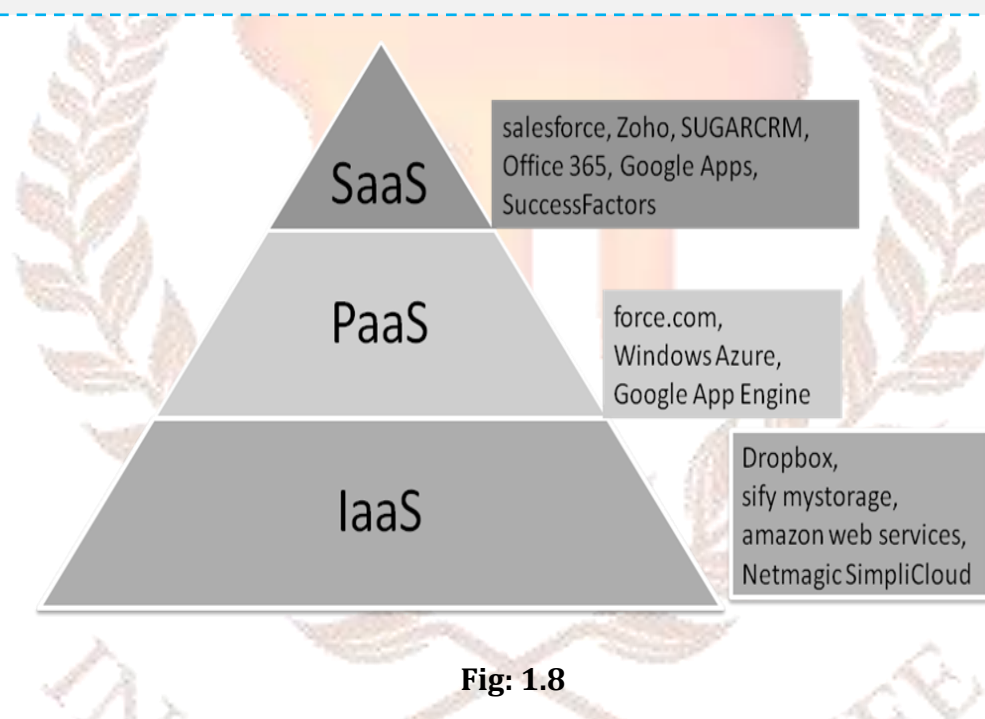 SaaS
salesforce, Zoho, SUGARCRM,
Office 365, Google Apps,
SuccessFactors
PaaS
force.com,
Windows Azure,
Google App Engine
IaaS
Dropbox,
sify mystorage,
amazon web services,
Netmagic SimpliCloud
Fig: 1.8